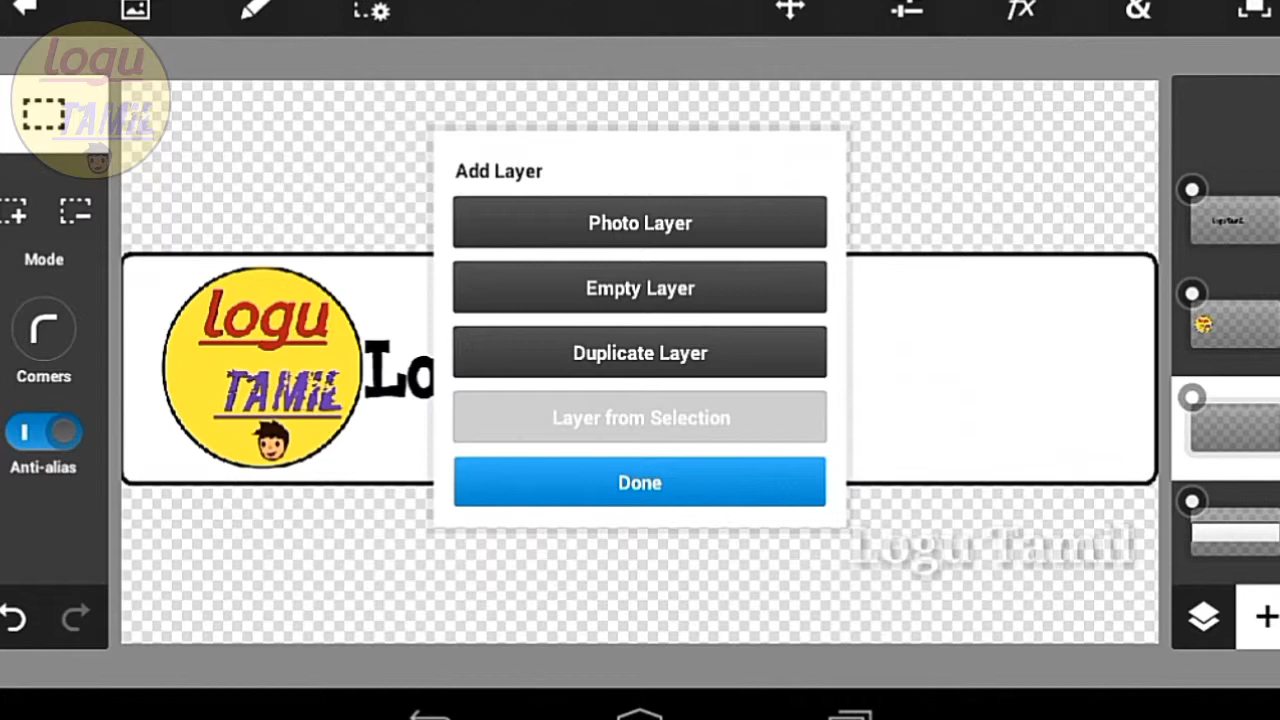 logu
TAMIL
fx
&
Add Layer
Photo Layer
Empty Layer
Duplicate Layer
Layer from Selection
Done
Mode
Corners
Anti-alias
logu
TAMIL
Lo
Logu Tamil